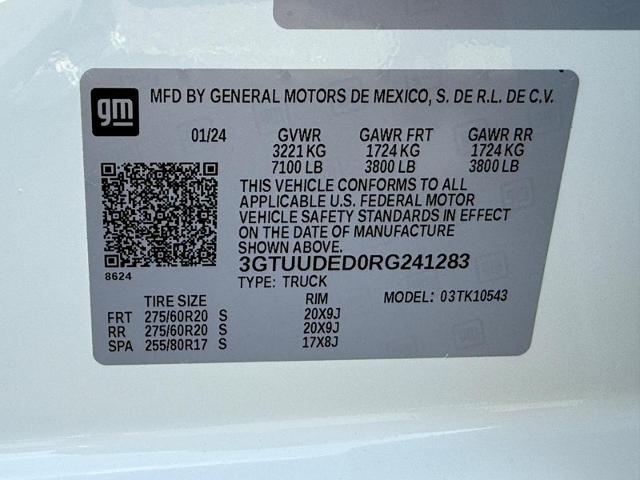 gm MFD BY GENERAL MOTORS DE MEXICO, S. DE R.L. DE C.V.
01/24 GVWR GAWR FRT GAWR RR
3221 KG 1724 KG 1724 KG
7100 LB 3800 LB 3800 LB
THIS VEHICLE CONFORMS TO ALL
APPLICABLE U.S. FEDERAL MOTOR
VEHICLE SAFETY STANDARDS IN EFFECT
ON THE DATE OF MANUFACTURE
SHOWN ABOVE.
3GTUUDED0RG241283
8624 TYPE: TRUCK
TIRE SIZE RIM MODEL: 03TK10543
FRT 275/60R20 S 20X9J
RR 275/60R20 S 20X9J
SPA 255/80R17 S 17X8J